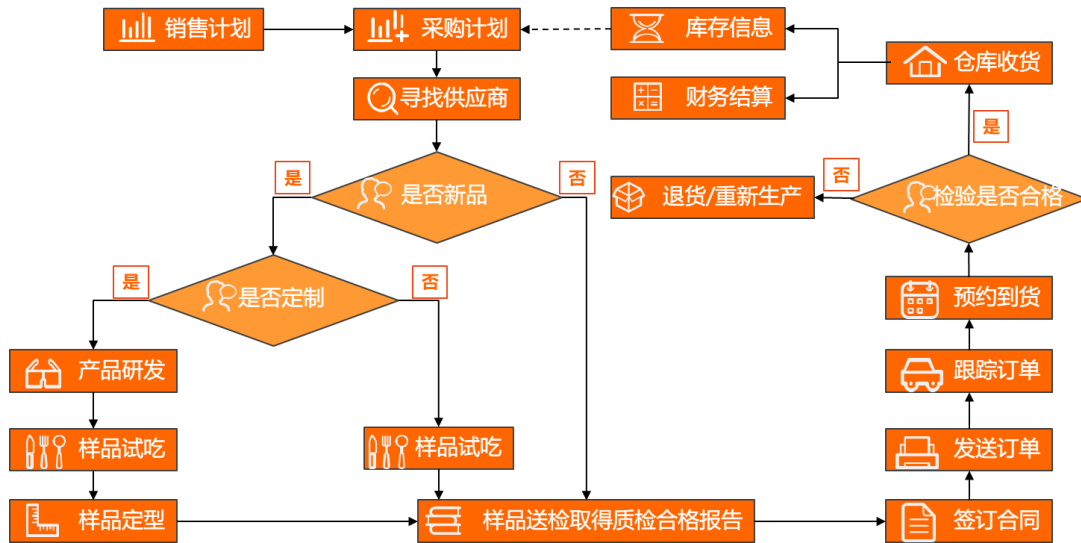 销售计划
采购计划
库存信息
仓库收货
寻找供应商
财务结算
是
是
否
否
是否新品
退货/重新生产
检验是否合格
是
否
是否定制
预约到货
产品研发
跟踪订单
样品试吃
样品试吃
发送订单
样品定型
样品送检取得质检合格报告
签订合同